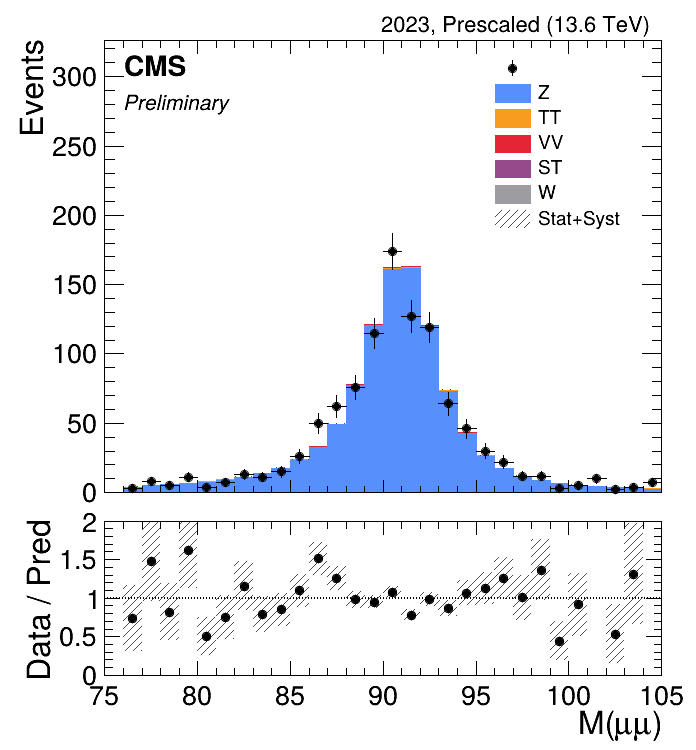 2023, Prescaled (13.6 TeV)
CMS
Preliminary
Events
300
250
200
150
100
50
0
Z
TT
VV
ST
W
Stat+Syst
Data / Pred
2
1.5
1
0.5
0
75 80 85 90 95 100 105
M(μμ)